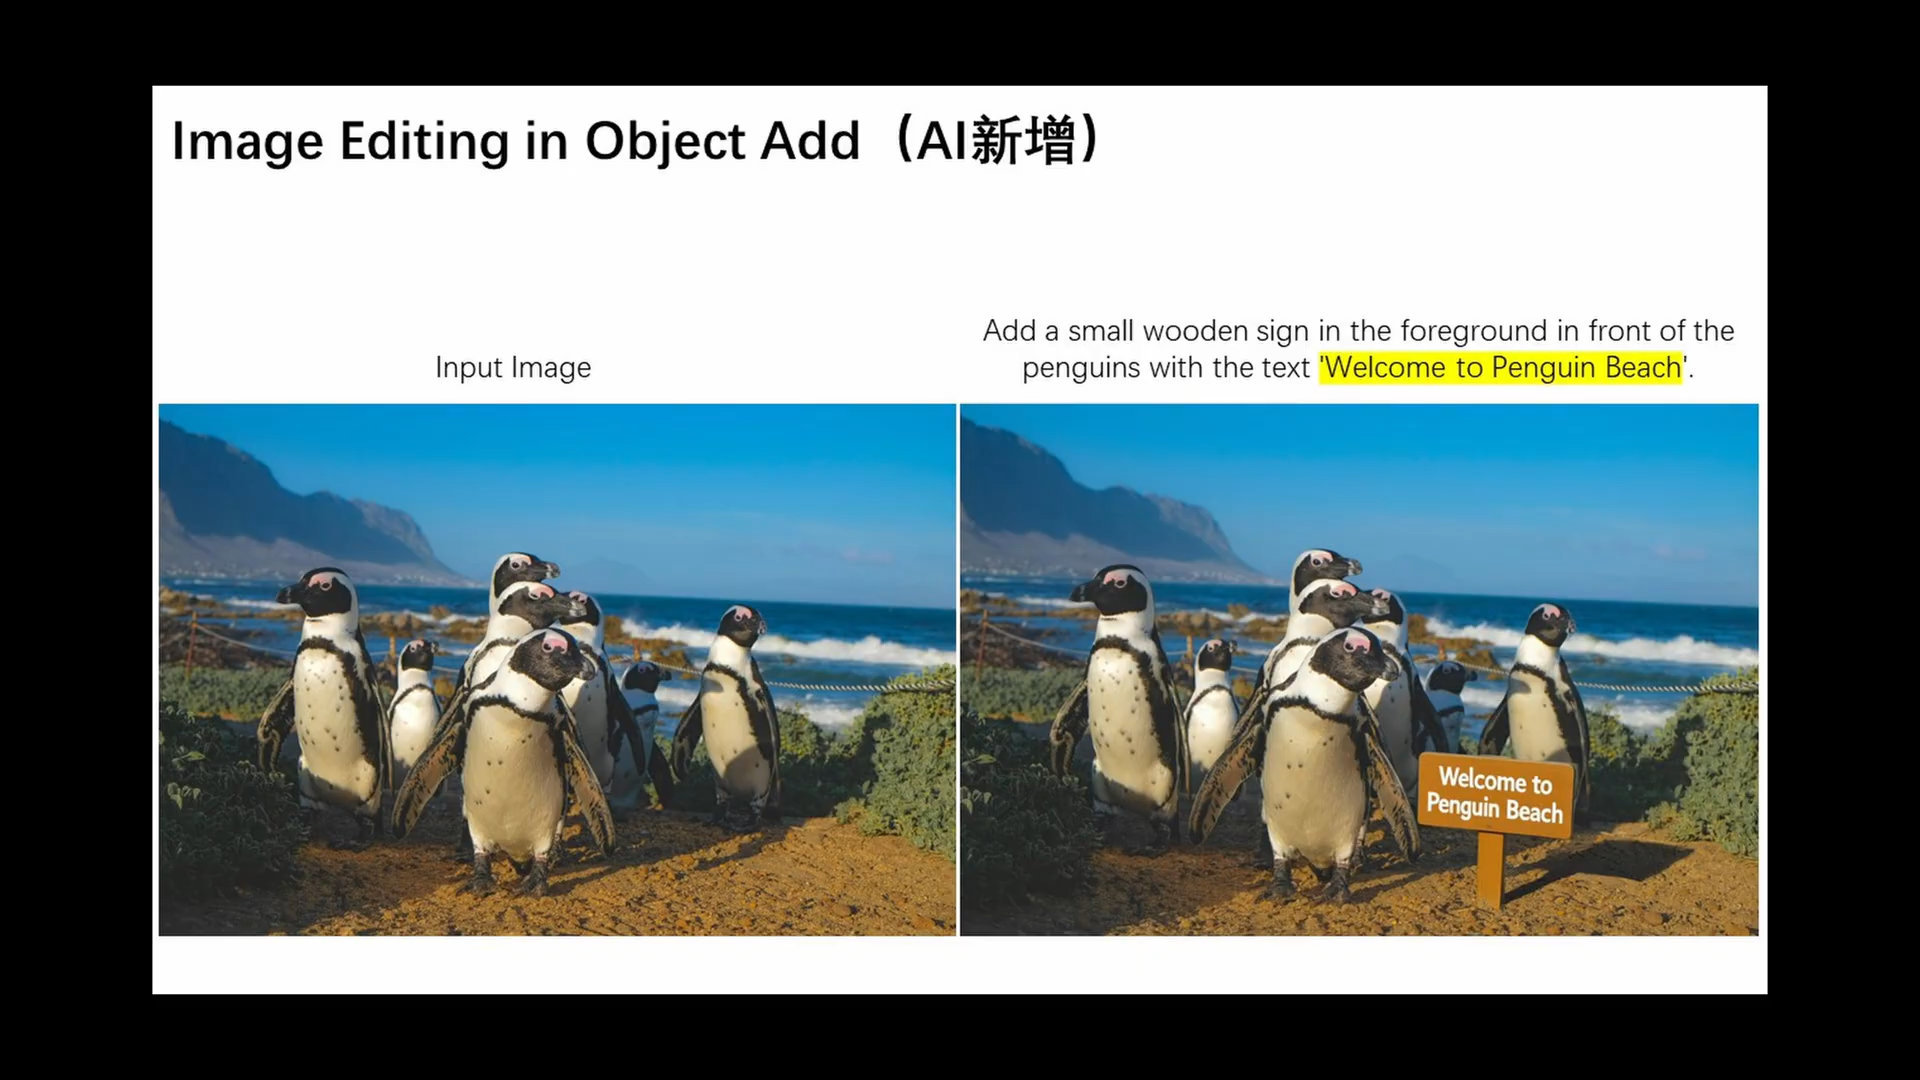 Image Editing in Object Add（AI新增）
Input Image
Add a small wooden sign in the foreground in front of the
penguins with the text 'Welcome to Penguin Beach'.
Welcome to
Penguin Beach